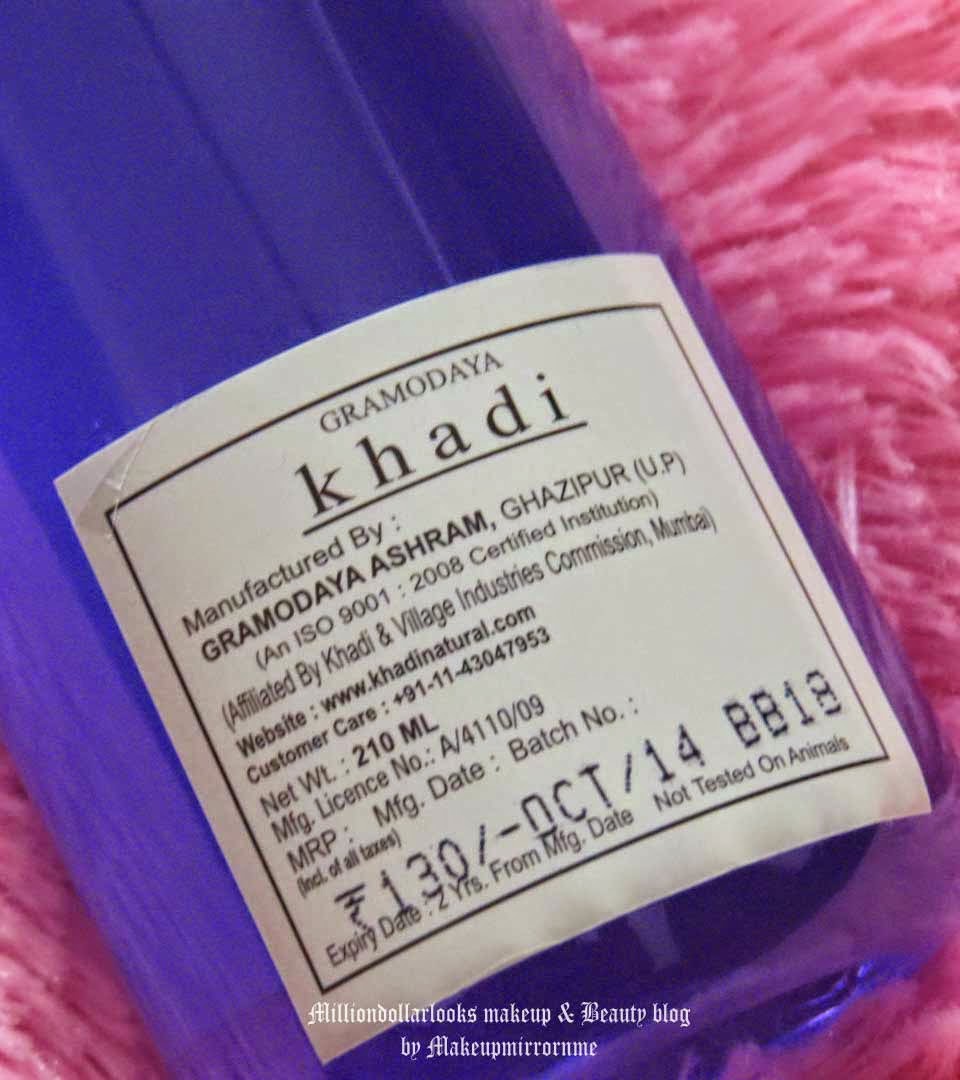 GRAMODAYA
khadi
Manufactured By :
GRAMODAYA ASHRAM, GHAZIPUR (U.P)
(An ISO 9001 : 2008 Certified Institution)
(Affiliated By Khadi & Village Industries Commission, Mumbai)
Website : www.khadinatural.com
Customer Care : +91-11-43047953
Net Wt. : 210 ML
Mfg. Licence No.: A/4110/09
MRP : Mfg. Date : Batch No. :
(Incl. of all taxes)
₹130/-OCT/14 BB18
Expiry Date : 2 Yrs. From Mfg. Date Not Tested On Animals
Milliondollarlooks makeup & Beauty blog
by Makeupmirrornme